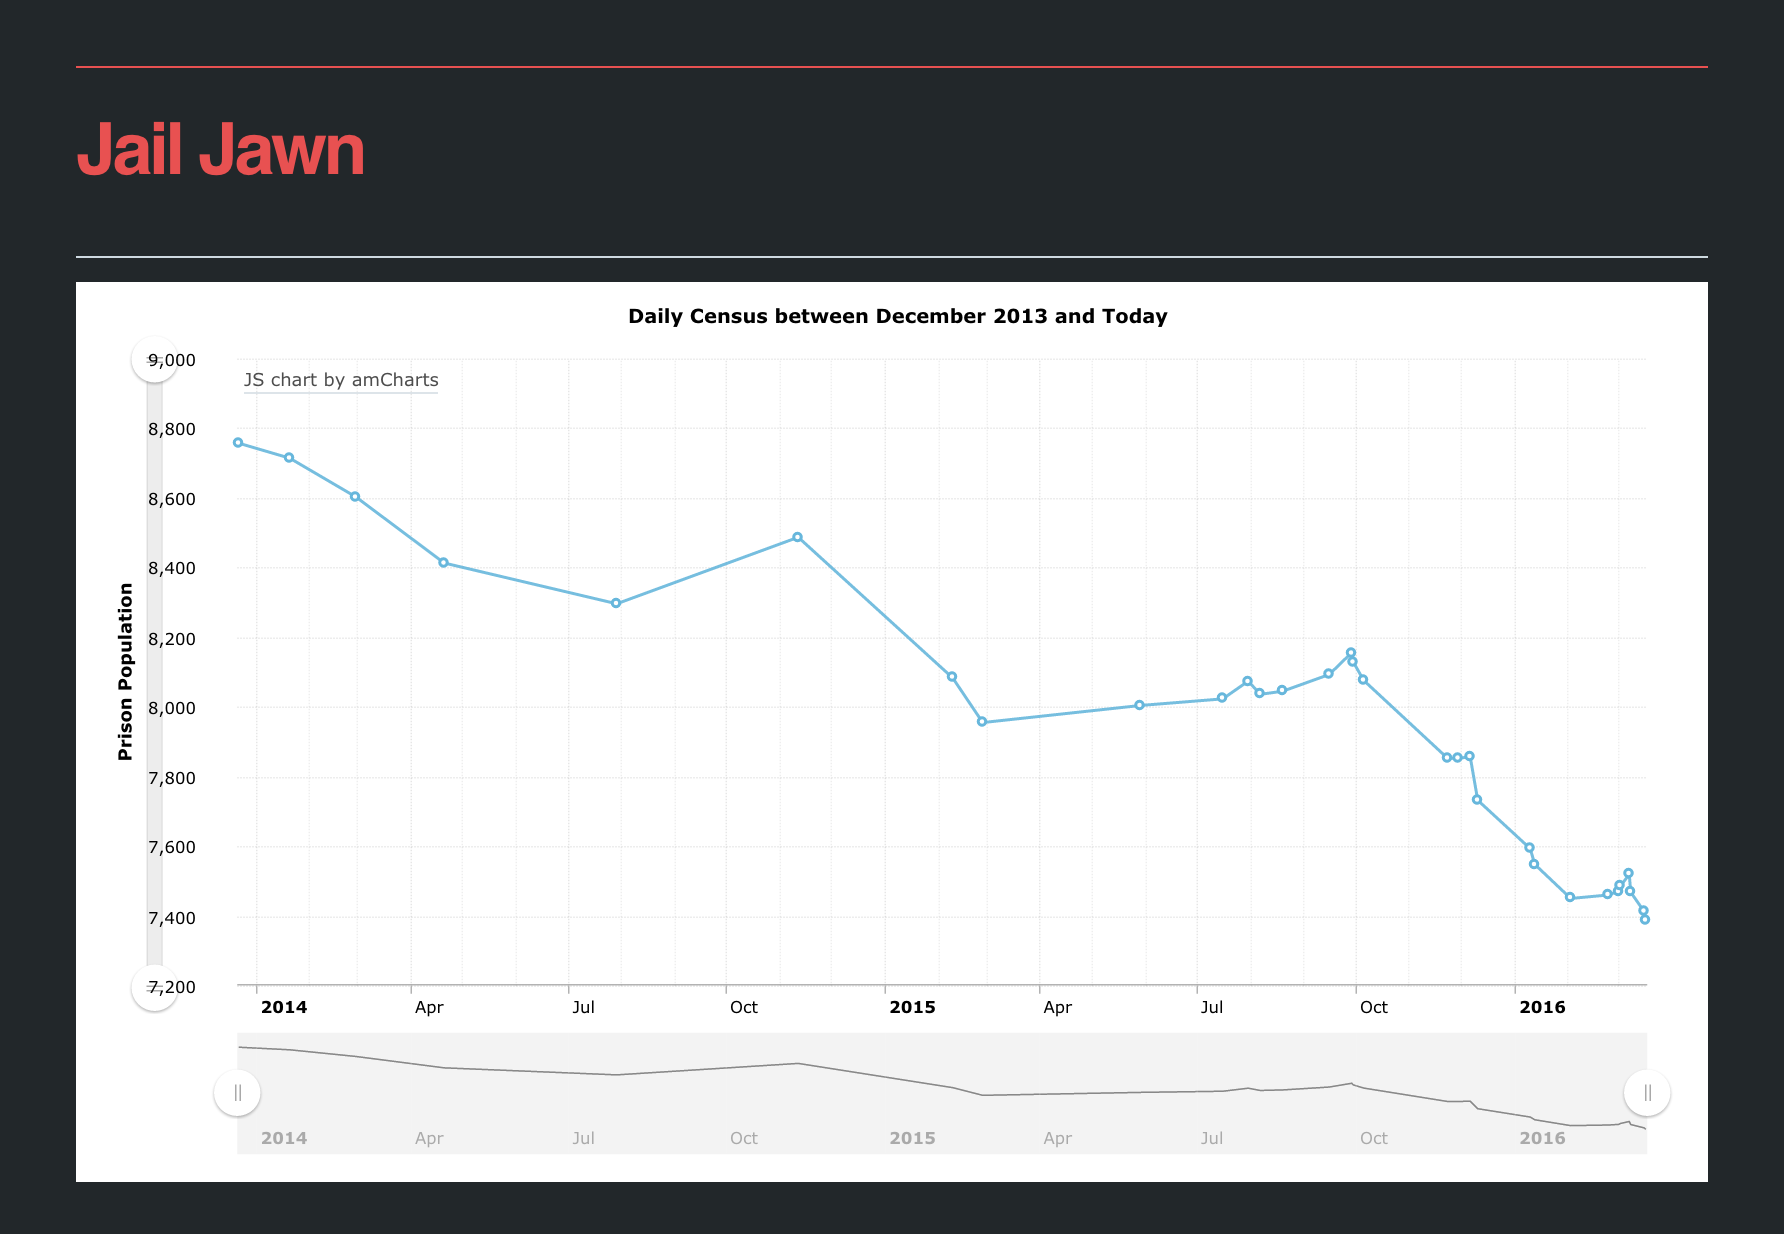 Jail Jawn
Daily Census between December 2013 and Today
JS chart by amCharts
Prison Population
9,000
8,800
8,600
8,400
8,200
8,000
7,800
7,600
7,400
7,200
2014 Apr Jul Oct 2015 Apr Jul Oct 2016
2014 Apr Jul Oct 2015 Apr Jul Oct 2016